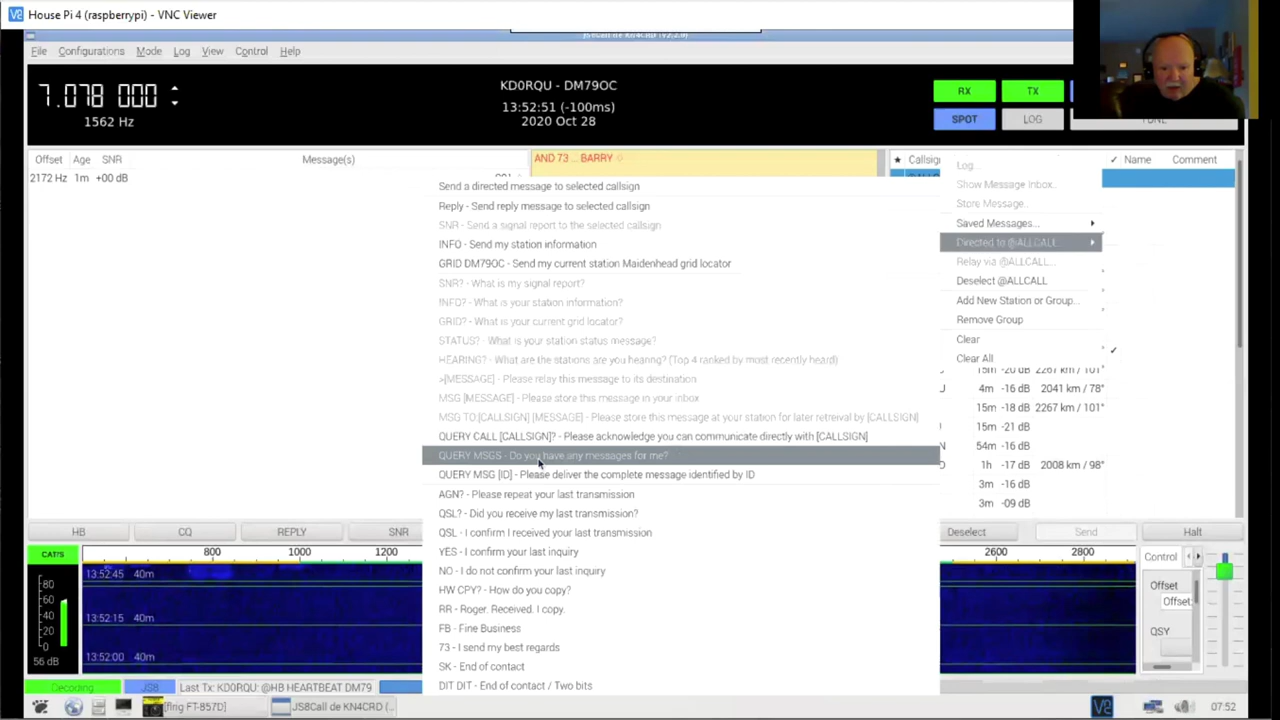 House Pi 4 (raspberrypi) - VNC Viewer
JS8Call de KN4CRD (v2.2.0)
File Configurations Mode Log View Control Help
7.078 000
1562 Hz
KD0RQU - DM79OC
13:52:51 (-100ms)
2020 Oct 28
RX TX
SPOT LOG
Offset Age SNR Message(s)
2172 Hz 1m +00 dB
AND 73 ... BARRY ♢
★ Callsig ✓ Name Comment
Log...
Show Message Inbox...
Store Message...
Saved Messages...
Directed to @ALLCALL...
Relay via @ALLCALL...
Deselect @ALLCALL
Add New Station or Group...
Remove Group
Clear
Clear All
Send a directed message to selected callsign
Reply - Send reply message to selected callsign
SNR - Send a signal report to the selected callsign
INFO - Send my station information
GRID DM79OC - Send my current station Maidenhead grid locator
SNR? - What is my signal report?
INFO? - What is your station information?
GRID? - What is your current grid locator?
STATUS? - What is your station status message?
HEARING? - What are the stations are you hearing? (Top 4 ranked by most recently heard)
>[MESSAGE] - Please relay this message to its destination
MSG [MESSAGE] - Please store this message in your inbox
MSG TO:[CALLSIGN] [MESSAGE] - Please store this message at your station for later retreival by [CALLSIGN]
QUERY CALL [CALLSIGN]? - Please acknowledge you can communicate directly with [CALLSIGN]
QUERY MSGS - Do you have any messages for me?
QUERY MSG [ID] - Please deliver the complete message identified by ID
AGN? - Please repeat your last transmission
QSL? - Did you receive my last transmission?
QSL - I confirm I received your last transmission
YES - I confirm your last inquiry
NO - I do not confirm your last inquiry
HW CPY? - How do you copy?
RR - Roger. Received. I copy.
FB - Fine Business
73 - I send my best regards
SK - End of contact
DIT DIT - End of contact / Two bits
15m -20 dB 2267 km / 101°
4m -16 dB 2041 km / 78°
15m -18 dB 2267 km / 101°
15m -21 dB
54m -16 dB
1h -17 dB 2008 km / 98°
3m -16 dB
3m -09 dB
HB CQ REPLY SNR Deselect Send Halt
CAT/S 800 1000 1200 2600 2800 Control
80
60
40
20
0
56 dB
13:52:45 40m
13:52:15 40m
13:52:00 40m
Offset
Offset:
QSY
Decoding JS8 Last Tx: KD0RQU: @HB HEARTBEAT DM79
[flrig FT-857D] JS8Call de KN4CRD ( 07:52